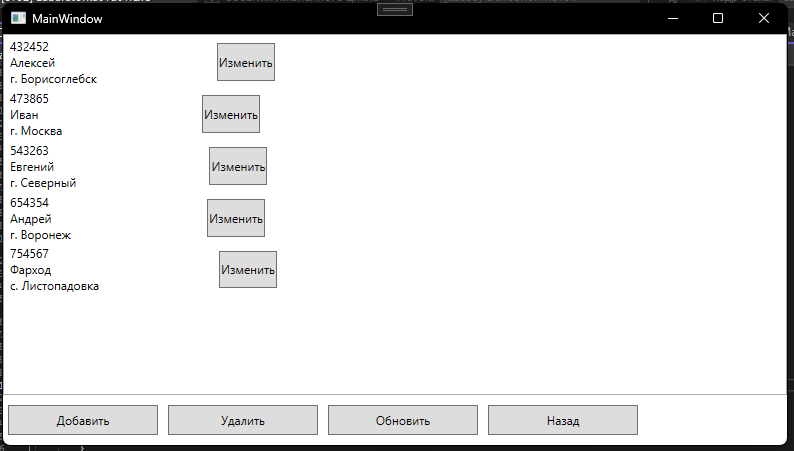 MainWindow
432452
Алексей
г. Борисоглебск
Изменить
473865
Иван
г. Москва
Изменить
543263
Евгений
г. Северный
Изменить
654354
Андрей
г. Воронеж
Изменить
754567
Фарход
с. Листопадовка
Изменить
Добавить
Удалить
Обновить
Назад